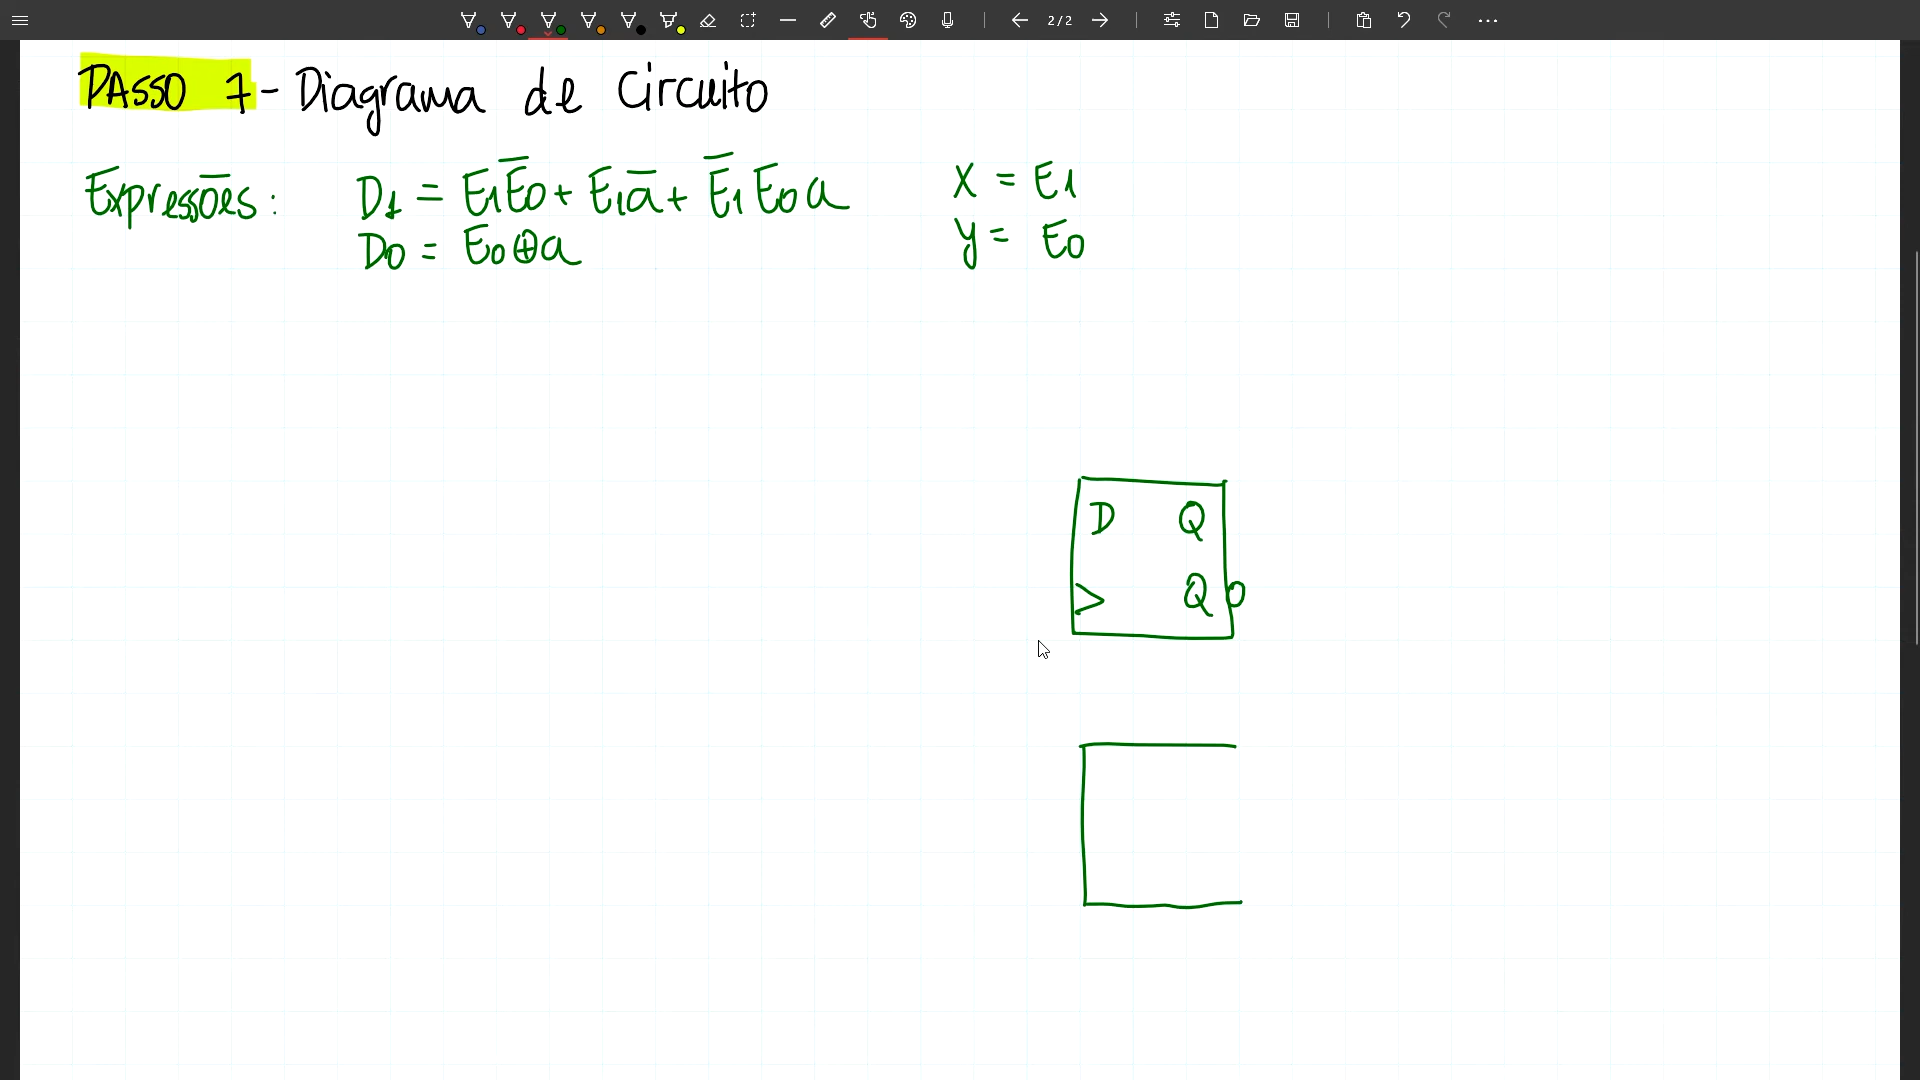 2/2
PASSO 7 - Diagrama de Circuito
Expressões: D1 = E1E̅0 + E1a̅ + E̅1E0a
D0 = E0⊕a
X = E1
Y = E0
D Q
Q